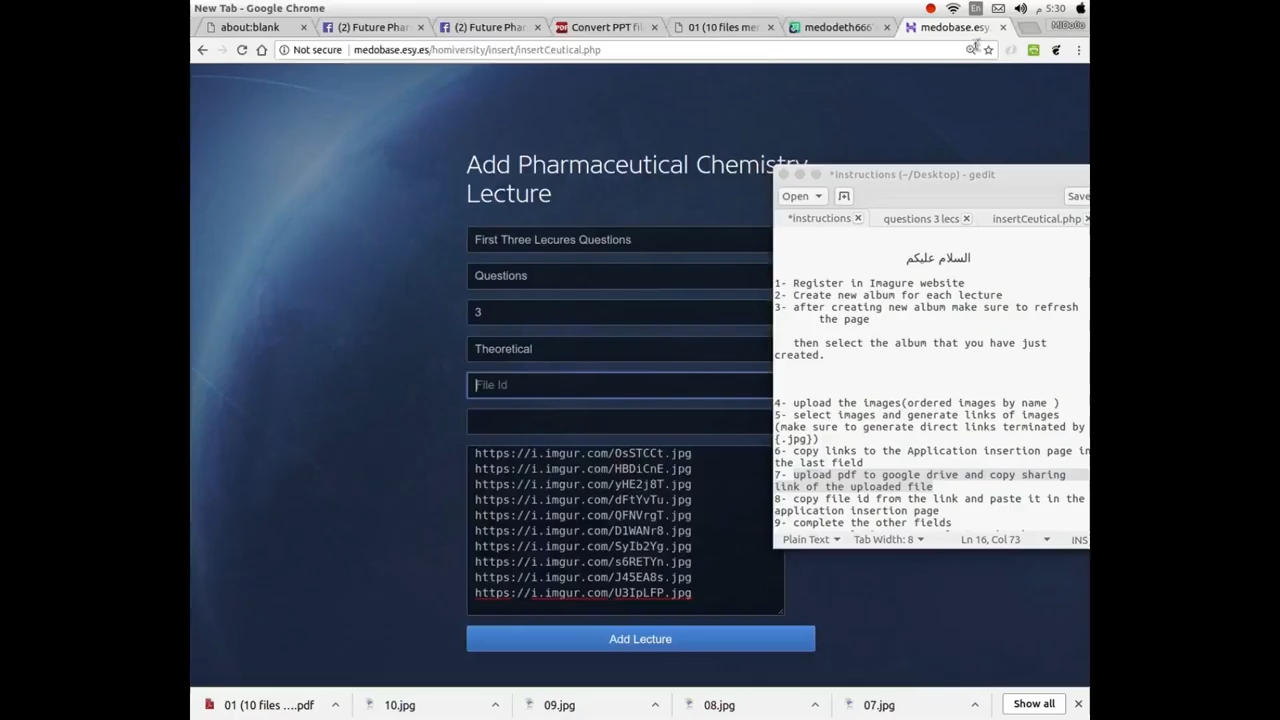 New Tab - Google Chrome
En
5:30 م
about:blank
(2) Future Phar
(2) Future Phar
Convert PPT fil
01 (10 files mer
medodeth666
medobase.esy.
MiDoOo
Not secure
medobase.esy.es/homiversity/insert/insertCeutical.php
Add Pharmaceutical Chemistry
Lecture
First Three Lecures Questions
Questions
3
Theoretical
File Id
https://i.imgur.com/OsSTCCt.jpg
https://i.imgur.com/HBDiCnE.jpg
https://i.imgur.com/yHE2j8T.jpg
https://i.imgur.com/dFtYvTu.jpg
https://i.imgur.com/QFNVrgT.jpg
https://i.imgur.com/D1WANr8.jpg
https://i.imgur.com/SyIb2Yg.jpg
https://i.imgur.com/s6RETYn.jpg
https://i.imgur.com/J45EA8s.jpg
https://i.imgur.com/U3IpLFP.jpg
Add Lecture
*instructions (~/Desktop) - gedit
Open
Save
*instructions
questions 3 lecs
insertCeutical.php
السلام عليكم
1- Register in Imagure website
2- Create new album for each lecture
3- after creating new album make sure to refresh
the page
then select the album that you have just
created.
4- upload the images(ordered images by name )
5- select images and generate links of images
(make sure to generate direct links terminated by
{.jpg})
6- copy links to the Application insertion page in
the last field
7- upload pdf to google drive and copy sharing
link of the uploaded file
8- copy file id from the link and paste it in the
application insertion page
9- complete the other fields
Plain Text
Tab Width: 8
Ln 16, Col 73
INS
01 (10 files ....pdf
10.jpg
09.jpg
08.jpg
07.jpg
Show all